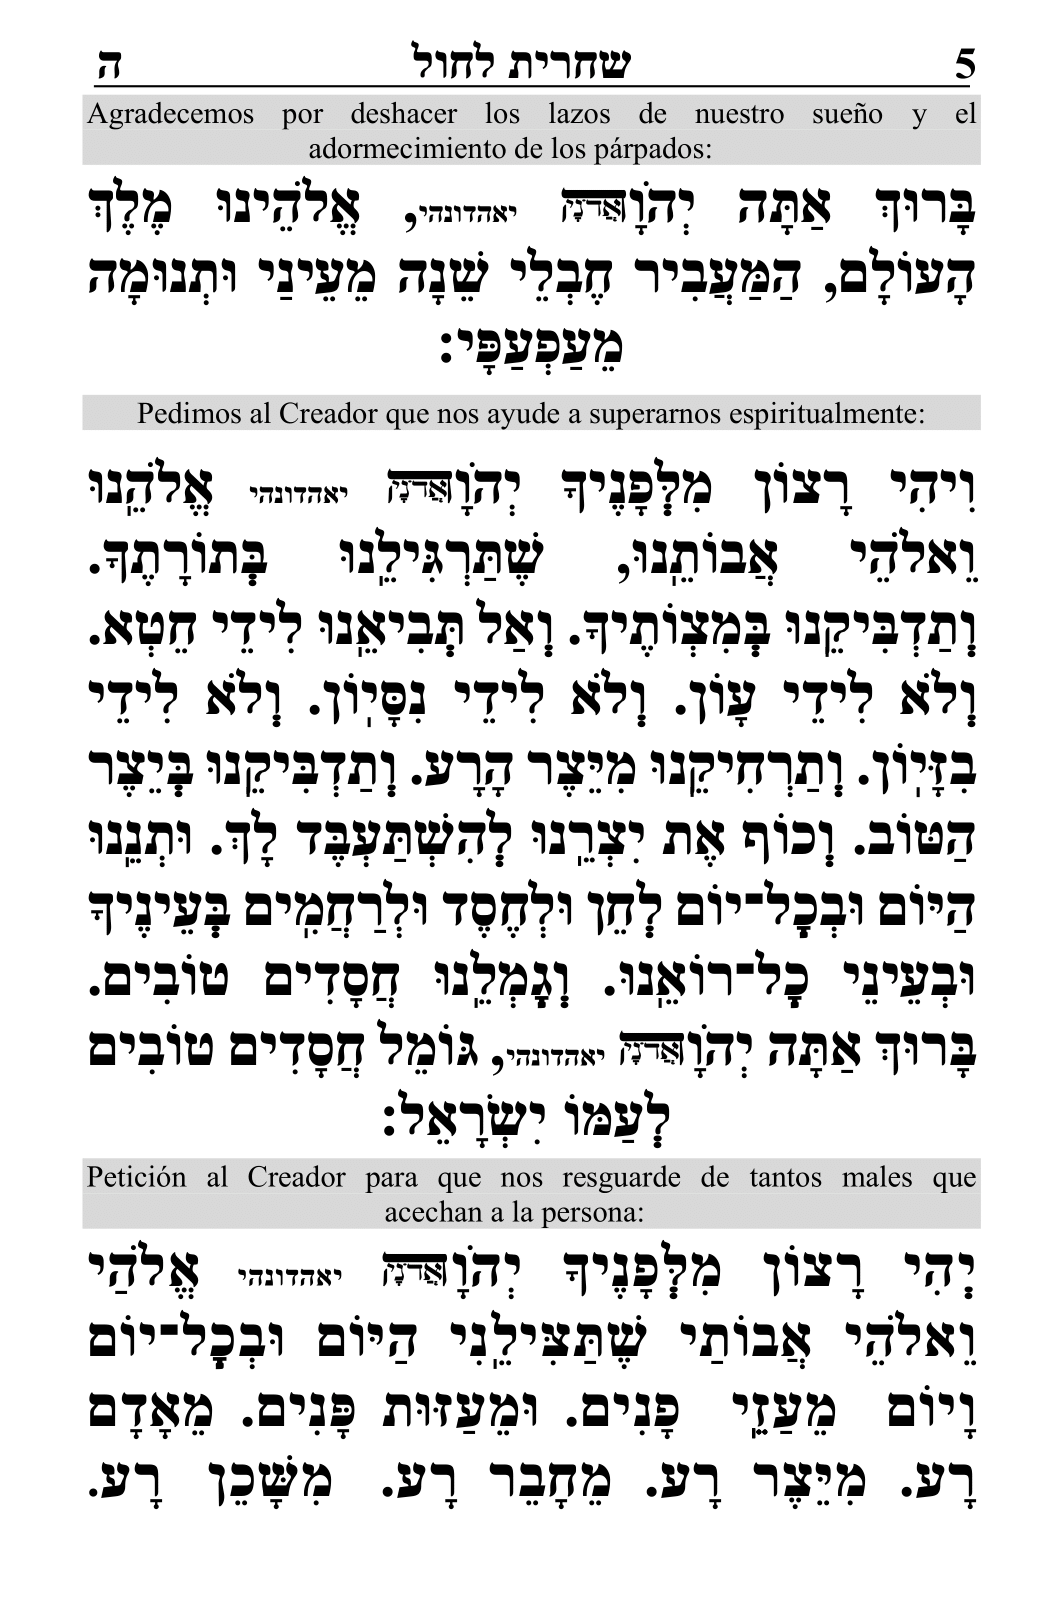 5 שחרית לחול ה
Agradecemos por deshacer los lazos de nuestro sueño y el
adormecimiento de los párpados:
בָּרוּךְ אַתָּה יְהֹוָאֲדֹנָי יאהדונהי, אֱלֹהֵינוּ מֶלֶךְ
הָעוֹלָם, הַמַּעֲבִיר חֶבְלֵי שֵׁנָה מֵעֵינַי וּתְנוּמָה
מֵעַפְעַפָּי:
Pedimos al Creador que nos ayude a superarnos espiritualmente:
וִיהִי רָצוֹן מִלְּפָנֶיךָ יְהֹוָאֲדֹנָי יאהדונהי אֱלֹהֵנוּ
וֵאלֹהֵי אֲבוֹתֵנוּ, שֶׁתַּרְגִּילֵנוּ בְּתוֹרָתֶךָ.
וְתַדְבִּיקֵנוּ בְּמִצְוֹתֶיךָ. וְאַל תְּבִיאֵנוּ לִידֵי חֵטְא.
וְלֹא לִידֵי עָוֹן. וְלֹא לִידֵי נִסָּיוֹן. וְלֹא לִידֵי
בִזָּיוֹן. וְתַרְחִיקֵנוּ מִיֵּצֶר הָרָע. וְתַדְבִּיקֵנוּ בְּיֵצֶר
הַטּוֹב. וְכוֹף אֶת יִצְרֵנוּ לְהִשְׁתַּעְבֶּד לָךְ. וּתְנֵנוּ
הַיּוֹם וּבְכָל־יוֹם לְחֵן וּלְחֶסֶד וּלְרַחֲמִים בְּעֵינֶיךָ
וּבְעֵינֵי כָל־רוֹאֵנוּ. וְגָמְלֵנוּ חֲסָדִים טוֹבִים.
בָּרוּךְ אַתָּה יְהֹוָאֲדֹנָי יאהדונהי, גּוֹמֵל חֲסָדִים טוֹבִים
לְעַמּוֹ יִשְׂרָאֵל:
Petición al Creador para que nos resguarde de tantos males que
acechan a la persona:
יְהִי רָצוֹן מִלְּפָנֶיךָ יְהֹוָאֲדֹנָי יאהדונהי אֱלֹהַי
וֵאלֹהֵי אֲבוֹתַי שֶׁתַּצִּילֵנִי הַיּוֹם וּבְכָל־יוֹם
וָיוֹם מֵעַזֵּי פָנִים. וּמֵעַזּוּת פָּנִים. מֵאָדָם
רָע. מִיֵּצֶר רָע. מֵחָבֵר רָע. מִשָּׁכֵן רָע.